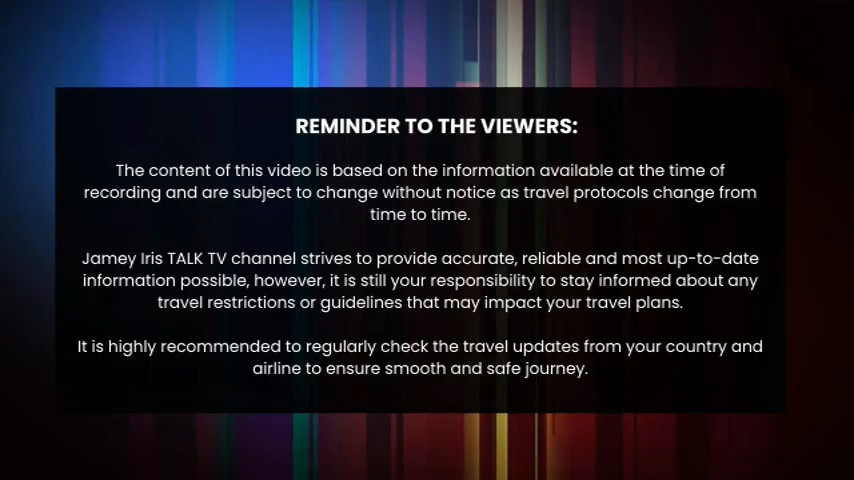 REMINDER TO THE VIEWERS:
The content of this video is based on the information available at the time of
recording and are subject to change without notice as travel protocols change from
time to time.
Jamey Iris TALK TV channel strives to provide accurate, reliable and most up-to-date
information possible, however, it is still your responsibility to stay informed about any
travel restrictions or guidelines that may impact your travel plans.
It is highly recommended to regularly check the travel updates from your country and
airline to ensure smooth and safe journey.